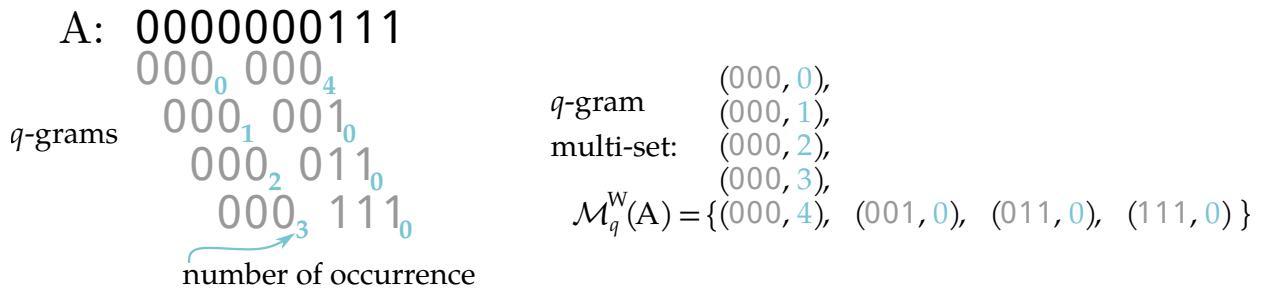 A: 0000000111
000₀ 000₄
q-grams 000₁ 001₀
000₂ 011₀
000₃ 111₀
number of occurrence
(000, 0),
q-gram (000, 1),
multi-set: (000, 2),
(000, 3),
ℳ_q^W(A) = {(000, 4), (001, 0), (011, 0), (111, 0) }